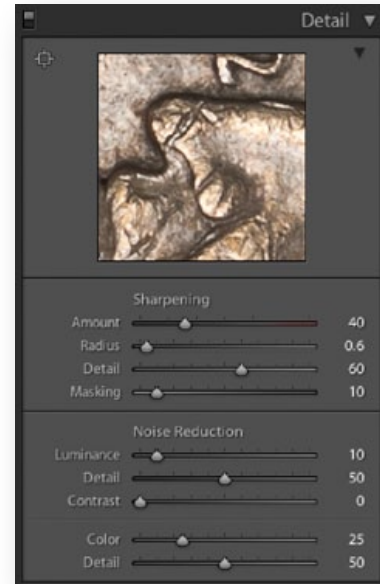 Detail
Sharpening
Amount 40
Radius 0.6
Detail 60
Masking 10
Noise Reduction
Luminance 10
Detail 50
Contrast 0
Color 25
Detail 50